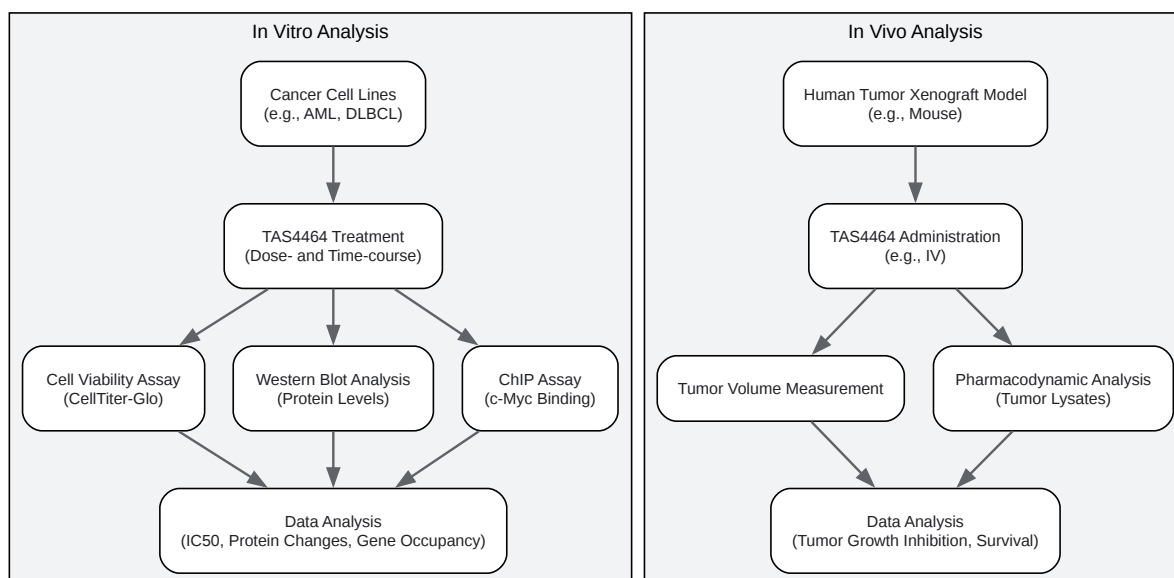 In Vitro Analysis
Cancer Cell Lines
(e.g., AML, DLBCL)
TAS4464 Treatment
(Dose- and Time-course)
Cell Viability Assay
(CellTiter-Glo)
Western Blot Analysis
(Protein Levels)
ChIP Assay
(c-Myc Binding)
Data Analysis
(IC50, Protein Changes, Gene Occupancy)
In Vivo Analysis
Human Tumor Xenograft Model
(e.g., Mouse)
TAS4464 Administration
(e.g., IV)
Tumor Volume Measurement
Pharmacodynamic Analysis
(Tumor Lysates)
Data Analysis
(Tumor Growth Inhibition, Survival)